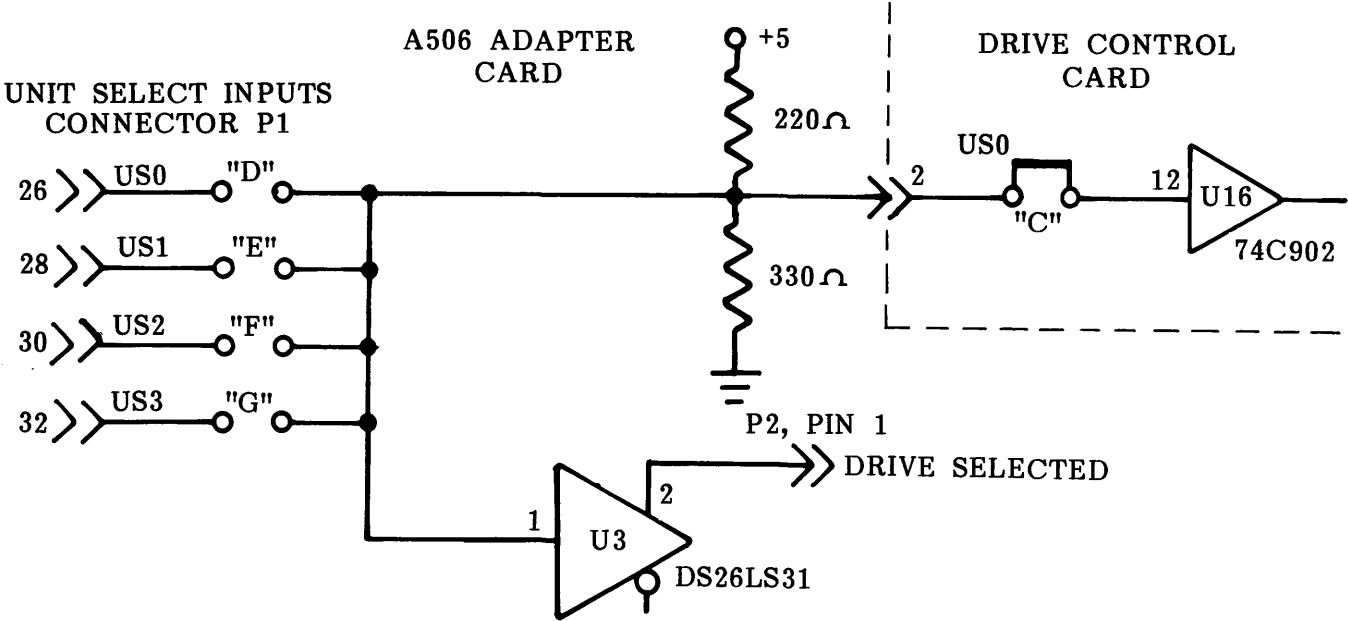 A506 ADAPTER
CARD
+5
DRIVE CONTROL
CARD
UNIT SELECT INPUTS
CONNECTOR P1
220Ω
26 US0 "D"
2
US0
"C"
12
U16
74C902
28 US1 "E"
330Ω
30 US2 "F"
32 US3 "G"
P2, PIN 1
DRIVE SELECTED
1
2
U3
DS26LS31